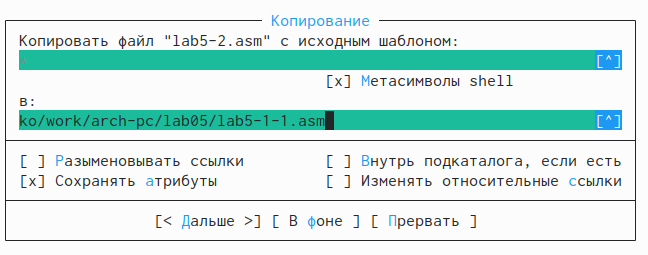 Копирование
Копировать файл "lab5-2.asm" с исходным шаблоном:
* [^]
[x] Метасимволы shell
в:
ko/work/arch-pc/lab05/lab5-1-1.asm [^]
[ ] Разыменовывать ссылки [ ] Внутрь подкаталога, если есть
[x] Сохранять атрибуты [ ] Изменять относительные ссылки
[< Дальше >] [ В фоне ] [ Прервать ]